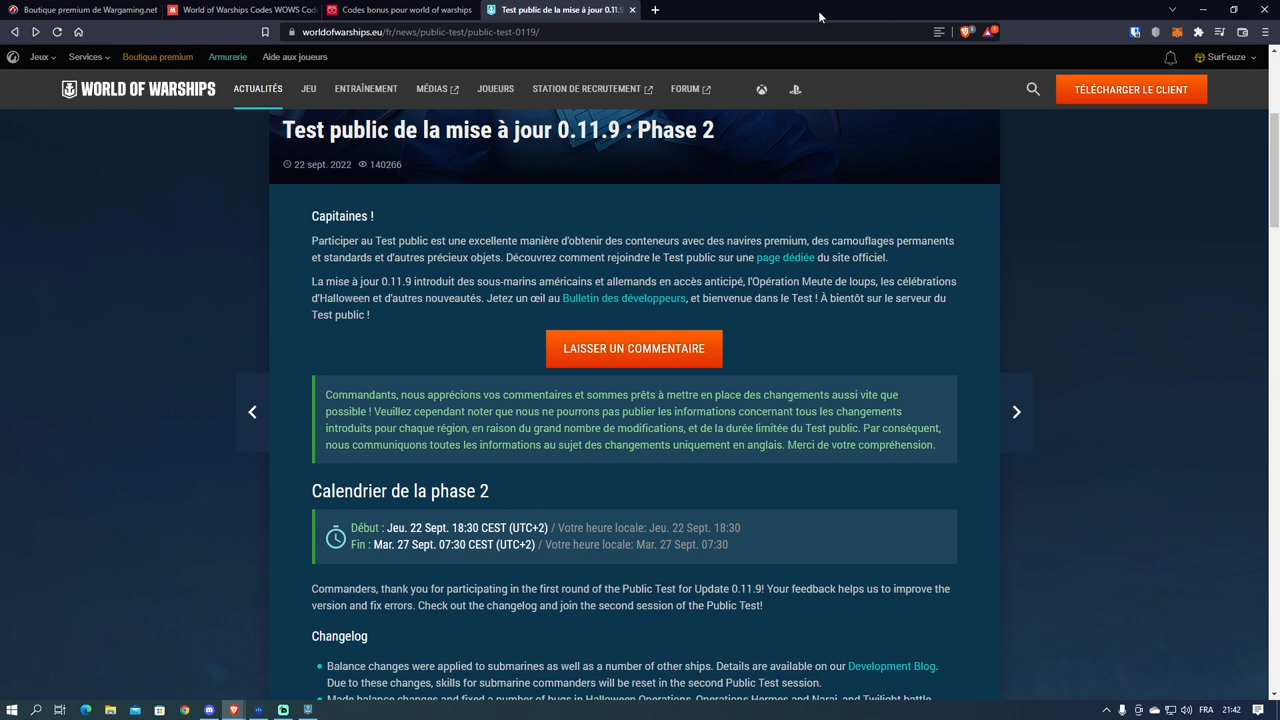 Boutique premium de Wargaming.net
World of Warships Codes WOWS Cod
Codes bonus pour world of warships
Test public de la mise à jour 0.11.9
worldofwarships.eu/fr/news/public-test/public-test-0119/
Jeux
Services
Boutique premium
Armurerie
Aide aux joueurs
SurFeuze
WORLD OF WARSHIPS
ACTUALITÉS
JEU
ENTRAÎNEMENT
MÉDIAS
JOUEURS
STATION DE RECRUTEMENT
FORUM
TÉLÉCHARGER LE CLIENT
Test public de la mise à jour 0.11.9 : Phase 2
22 sept. 2022 140266
Capitaines !
Participer au Test public est une excellente manière d'obtenir des conteneurs avec des navires premium, des camouflages permanents
et standards et d'autres précieux objets. Découvrez comment rejoindre le Test public sur une page dédiée du site officiel.
La mise à jour 0.11.9 introduit des sous-marins américains et allemands en accès anticipé, l'Opération Meute de loups, les célébrations
d'Halloween et d'autres nouveautés. Jetez un œil au Bulletin des développeurs, et bienvenue dans le Test ! À bientôt sur le serveur du
Test public !
LAISSER UN COMMENTAIRE
Commandants, nous apprécions vos commentaires et sommes prêts à mettre en place des changements aussi vite que
possible ! Veuillez cependant noter que nous ne pourrons pas publier les informations concernant tous les changements
introduits pour chaque région, en raison du grand nombre de modifications, et de la durée limitée du Test public. Par conséquent,
nous communiquons toutes les informations au sujet des changements uniquement en anglais. Merci de votre compréhension.
Calendrier de la phase 2
Début : Jeu. 22 Sept. 18:30 CEST (UTC+2) / Votre heure locale: Jeu. 22 Sept. 18:30
Fin : Mar. 27 Sept. 07:30 CEST (UTC+2) / Votre heure locale: Mar. 27 Sept. 07:30
Commanders, thank you for participating in the first round of the Public Test for Update 0.11.9! Your feedback helps us to improve the
version and fix errors. Check out the changelog and join the second session of the Public Test!
Changelog
Balance changes were applied to submarines as well as a number of other ships. Details are available on our Development Blog.
Due to these changes, skills for submarine commanders will be reset in the second Public Test session.
Made balance changes and fixed a number of bugs in Halloween Operations, Operations Hermes and Narai, and Twilight battle
FRA 21:42